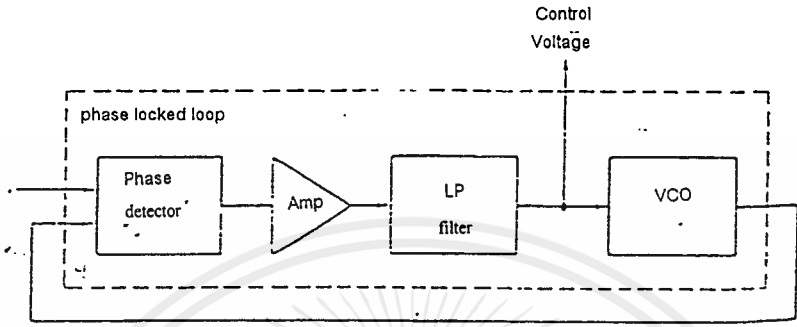 Control
Voltage
phase locked loop
Phase
detector
Amp
LP
filter
VCO